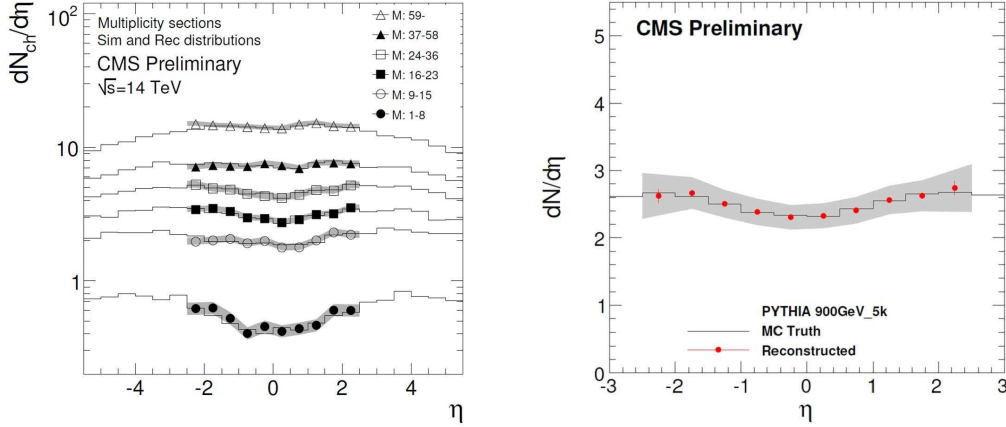 dN_ch/dη
10²
10
1
Multiplicity sections
Sim and Rec distributions
CMS Preliminary
√s=14 TeV
M: 59-
M: 37-58
M: 24-36
M: 16-23
M: 9-15
M: 1-8
-4 -2 0 2 4
η
CMS Preliminary
dN/dη
5
4
3
2
1
0
PYTHIA 900GeV_5k
MC Truth
Reconstructed
-3 -2 -1 0 1 2 3
η